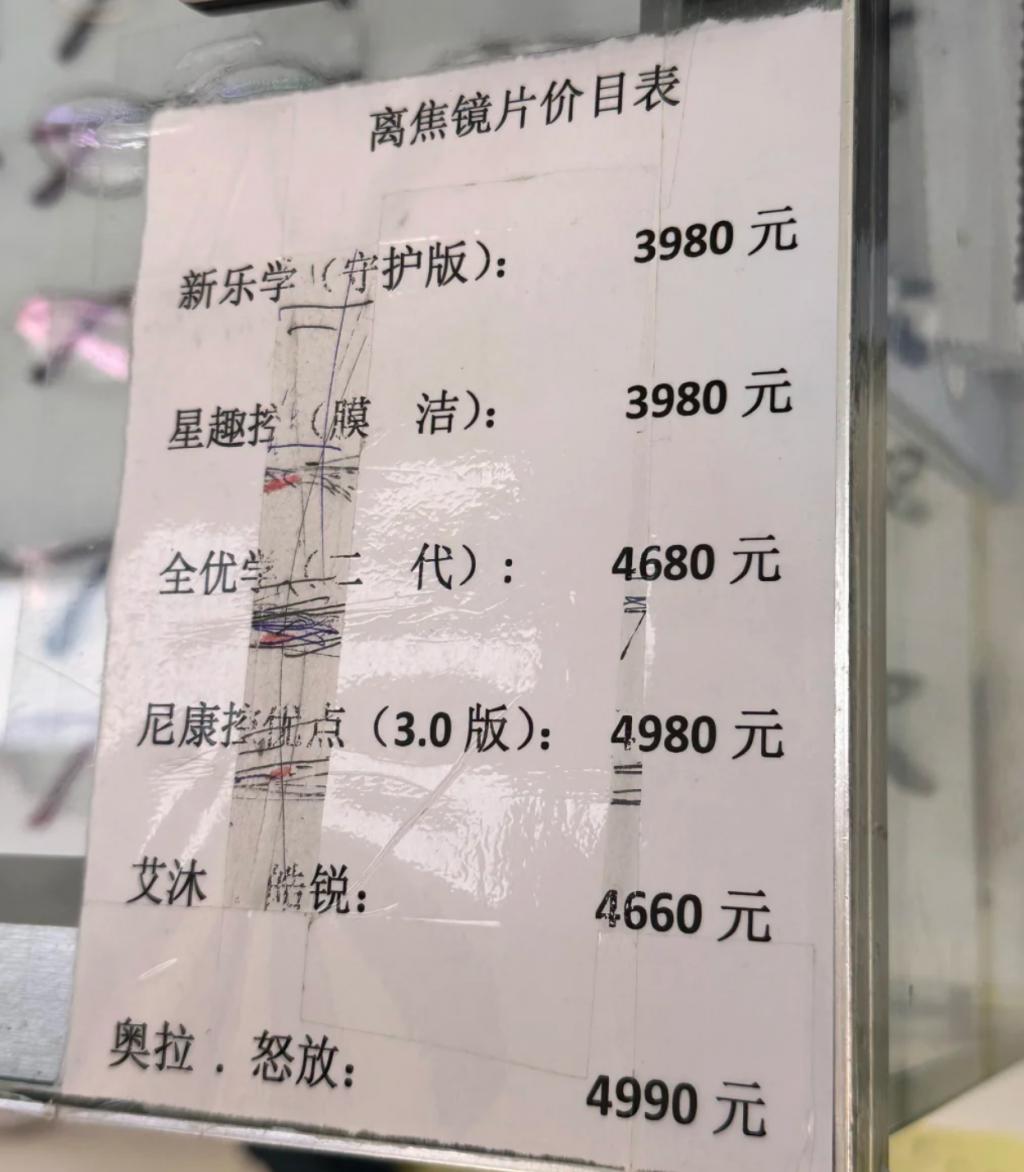 离焦镜片价目表
新乐学（守护版）： 3980 元
星趣控（膜 洁）： 3980 元
全优学（二 代）： 4680 元
尼康控优点（3.0 版）： 4980 元
艾沐 酷锐： 4660 元
奥拉．怒放： 4990 元